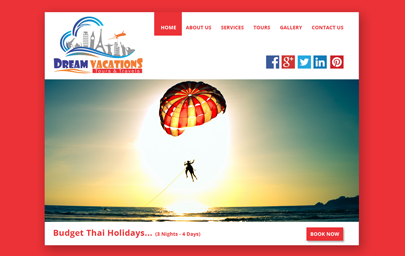 HOME ABOUT US SERVICES TOURS GALLERY CONTACT US
DREAM VACATIONS
Tours & Travels
Budget Thai Holidays... (3 Nights - 4 Days)
BOOK NOW